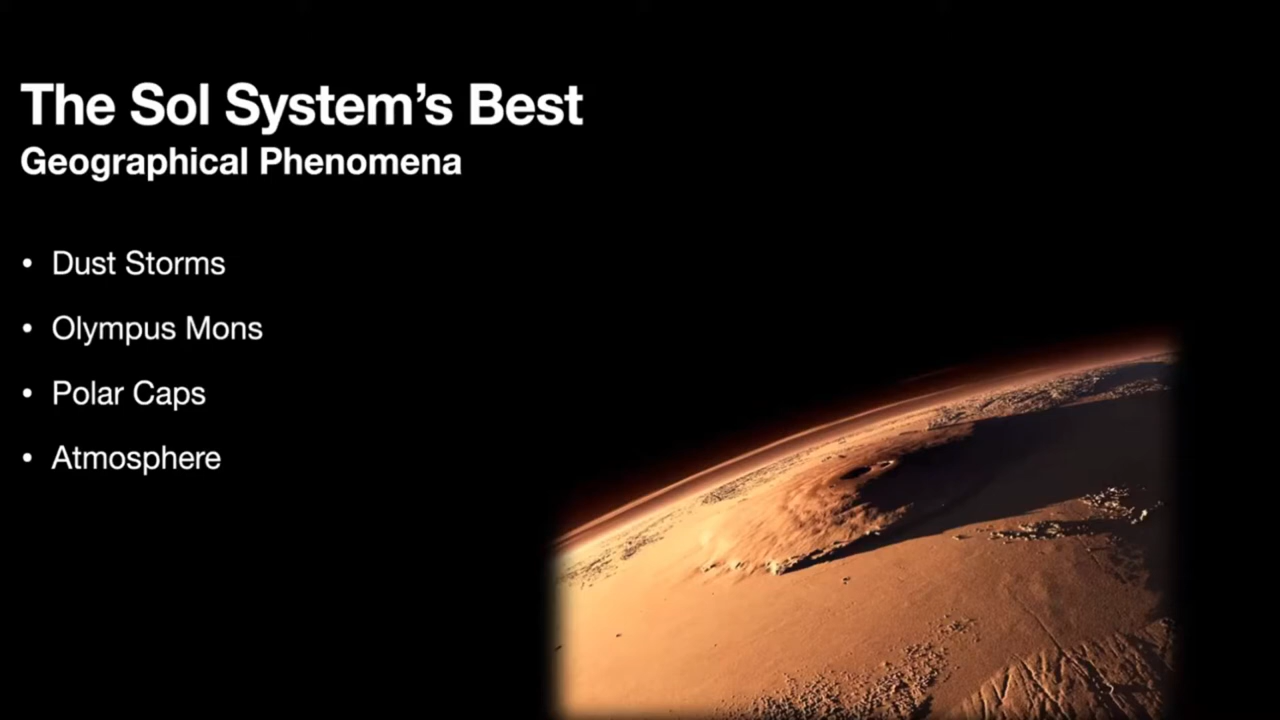 The Sol System’s Best
Geographical Phenomena
• Dust Storms
• Olympus Mons
• Polar Caps
• Atmosphere